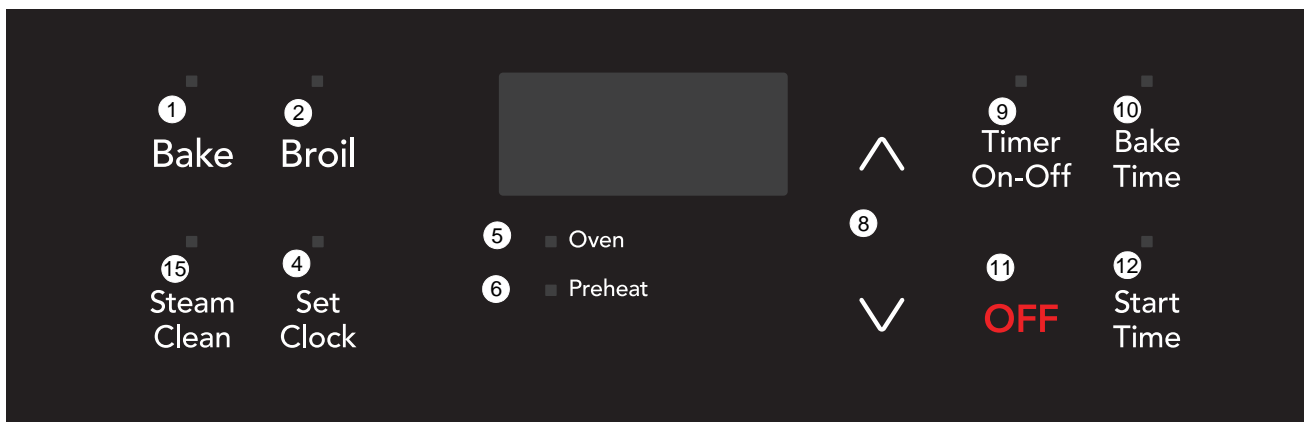 1
Bake
2
Broil
15
Steam
Clean
4
Set
Clock
5
Oven
6
Preheat
8
9
Timer
On-Off
10
Bake
Time
11
OFF
12
Start
Time